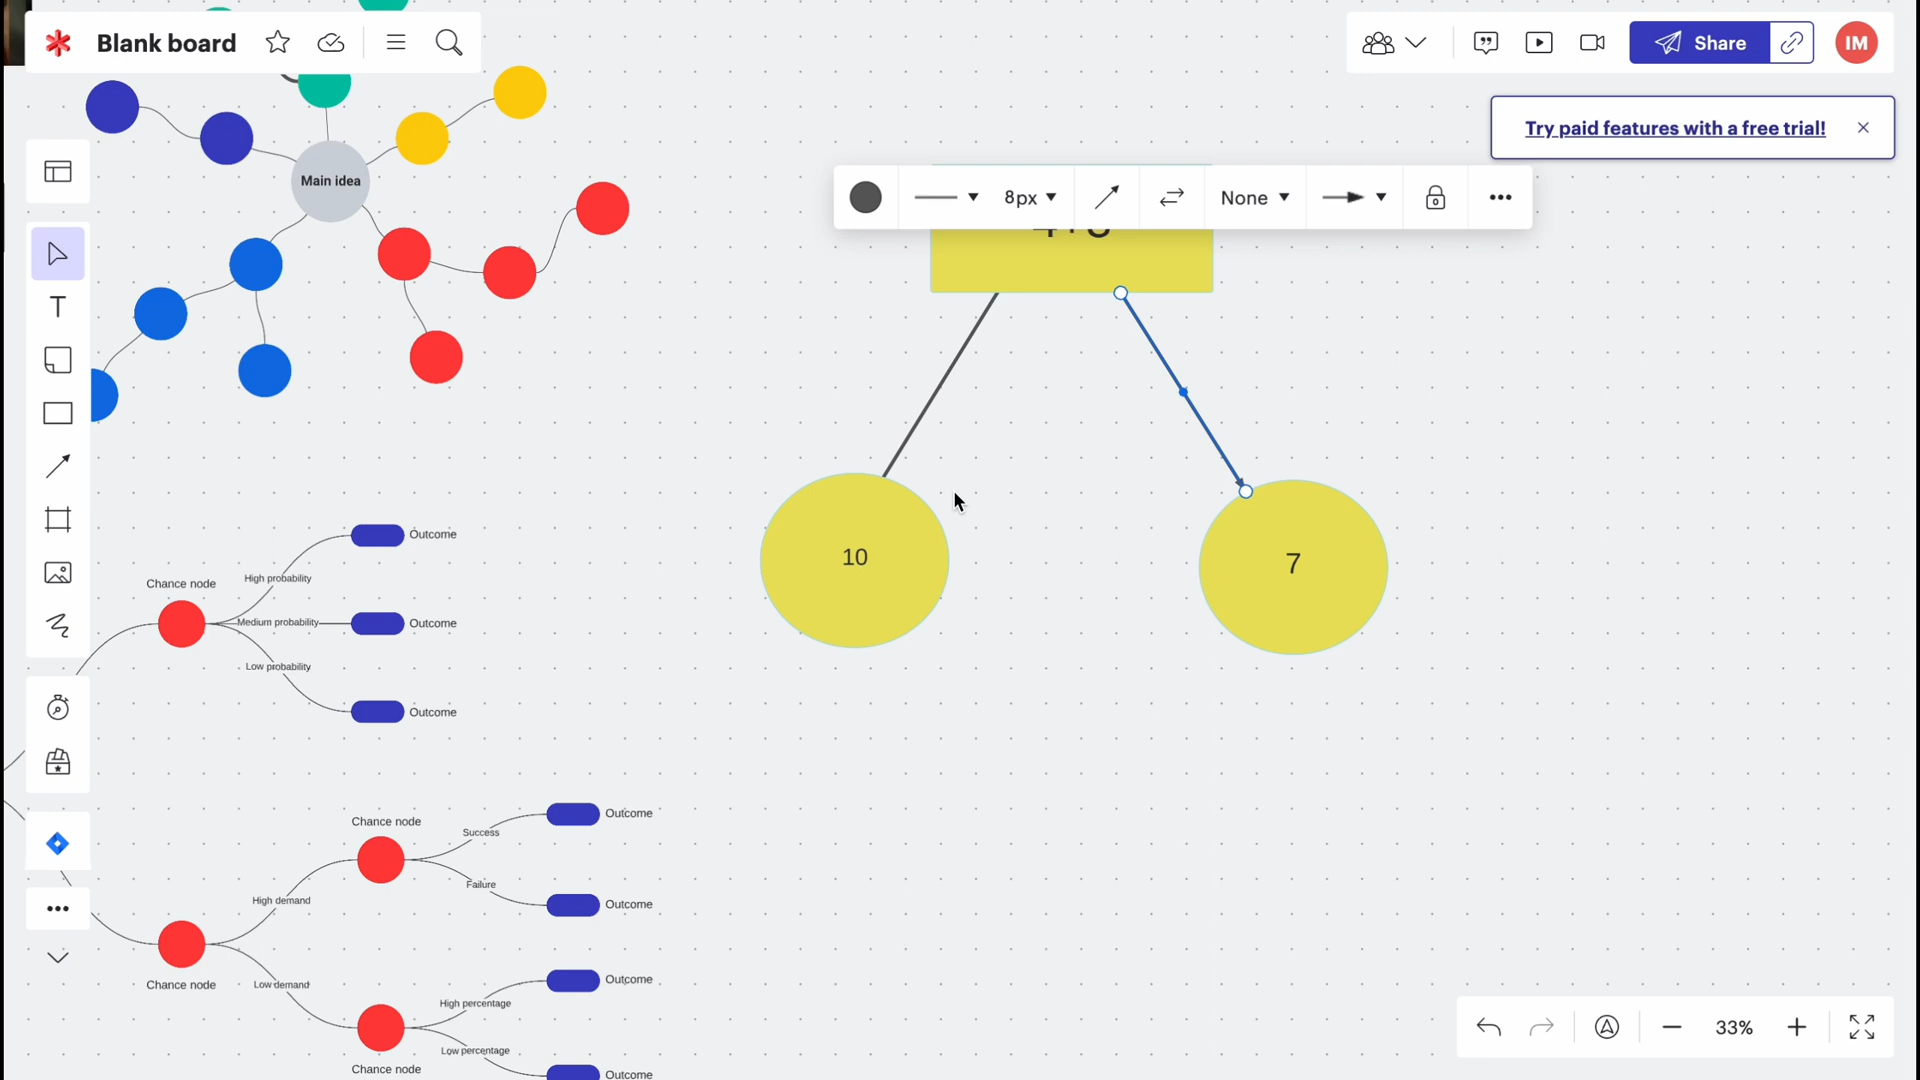 Blank board
Share
IM
Try paid features with a free trial!
8px
None
Main idea
10
7
Outcome
Chance node
High probability
Medium probability
Outcome
Low probability
Outcome
Chance node
Success
Outcome
Failure
High demand
Outcome
Chance node
Low demand
Outcome
High percentage
Low percentage
Chance node
Outcome
33%
T